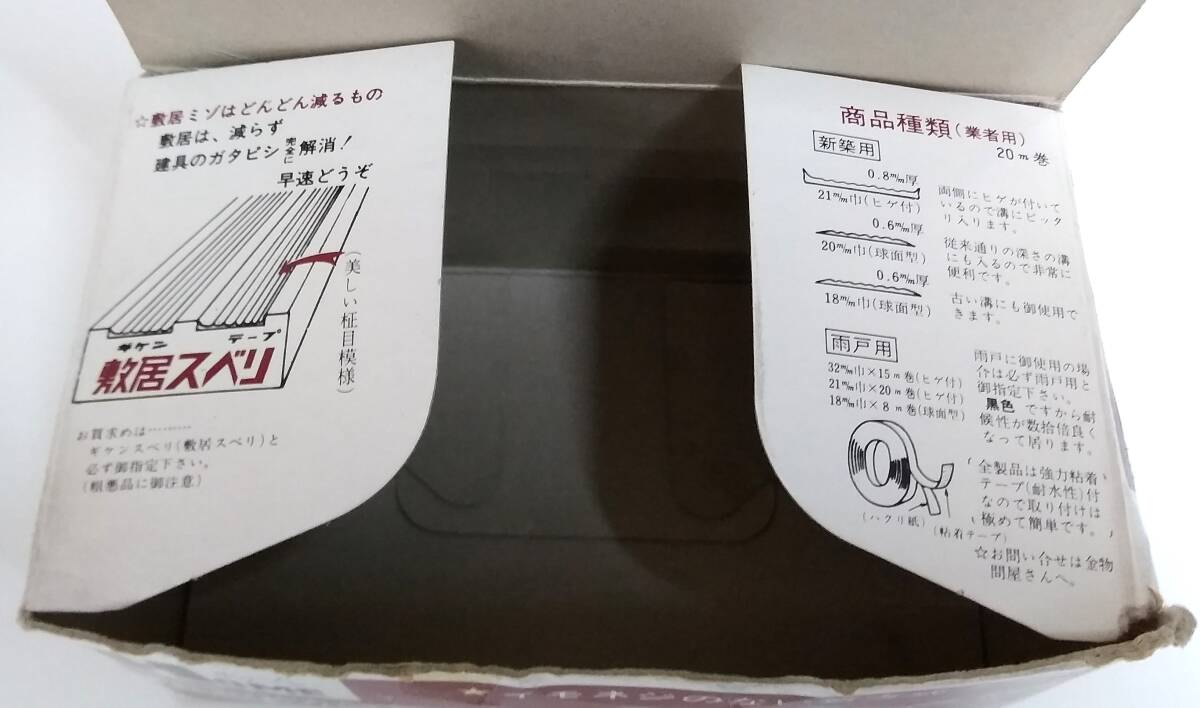 ☆敷居ミゾはどんどん減るもの
敷居は、減らず
建具のガタピシ完全に解消!
早速どうぞ
(美しい柾目模様)
ギケン テープ
敷居スベリ
お買求めは………
ギケンスベリ(敷居スベリ)と
必ず御指定下さい。
(粗悪品に御注意)
商品種類(業者用)
20m巻
新築用
0.8m/m厚
21m/m巾(ヒゲ付)
両側にヒゲが付いて
いるので溝にピッタ
リ入ります。
0.6m/m厚
20m/m巾(球面型)
従来通りの深さの溝
にも入るので非常に
便利です。
0.6m/m厚
18m/m巾(球面型)
古い溝にも御使用で
きます。
雨戸用
32m/m巾×15m巻(ヒゲ付)
21m/m巾×20m巻(ヒゲ付)
18m/m巾×8m巻(球面型)
雨戸に御使用の場
合は必ず雨戸用と
御指定下さい。
黒色ですから耐
候性が数拾倍良く
なって居ります。
(ハクリ紙)
(粘着テープ)
「全製品は強力粘着
テープ(耐水性)付
なので取り付けは
極めて簡単です。」
☆お問い合せは金物
問屋さんへ。